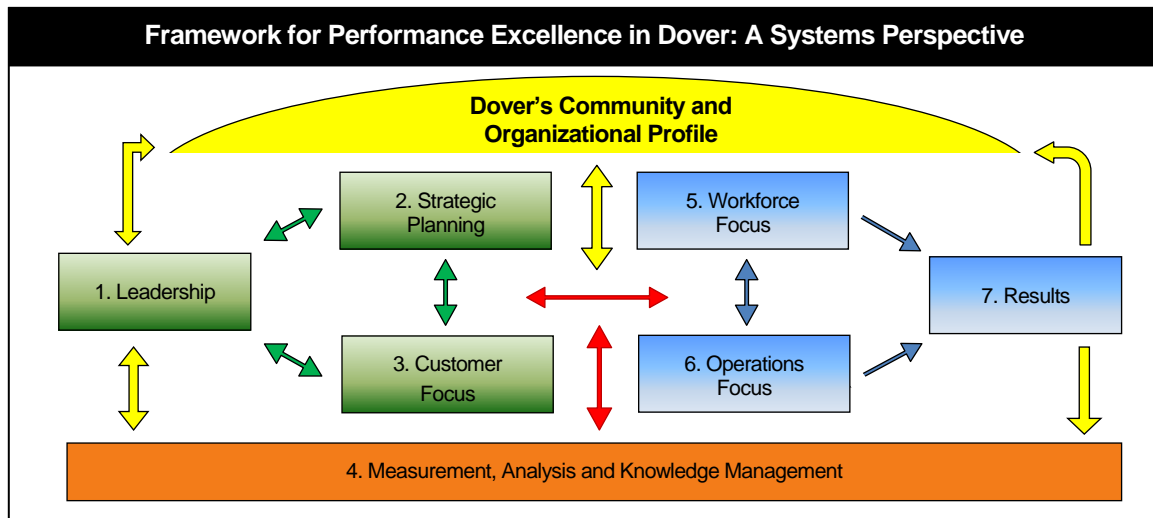 Framework for Performance Excellence in Dover: A Systems Perspective
Dover’s Community and
Organizational Profile
2. Strategic
Planning
5. Workforce
Focus
1. Leadership
7. Results
3. Customer
Focus
6. Operations
Focus
4. Measurement, Analysis and Knowledge Management